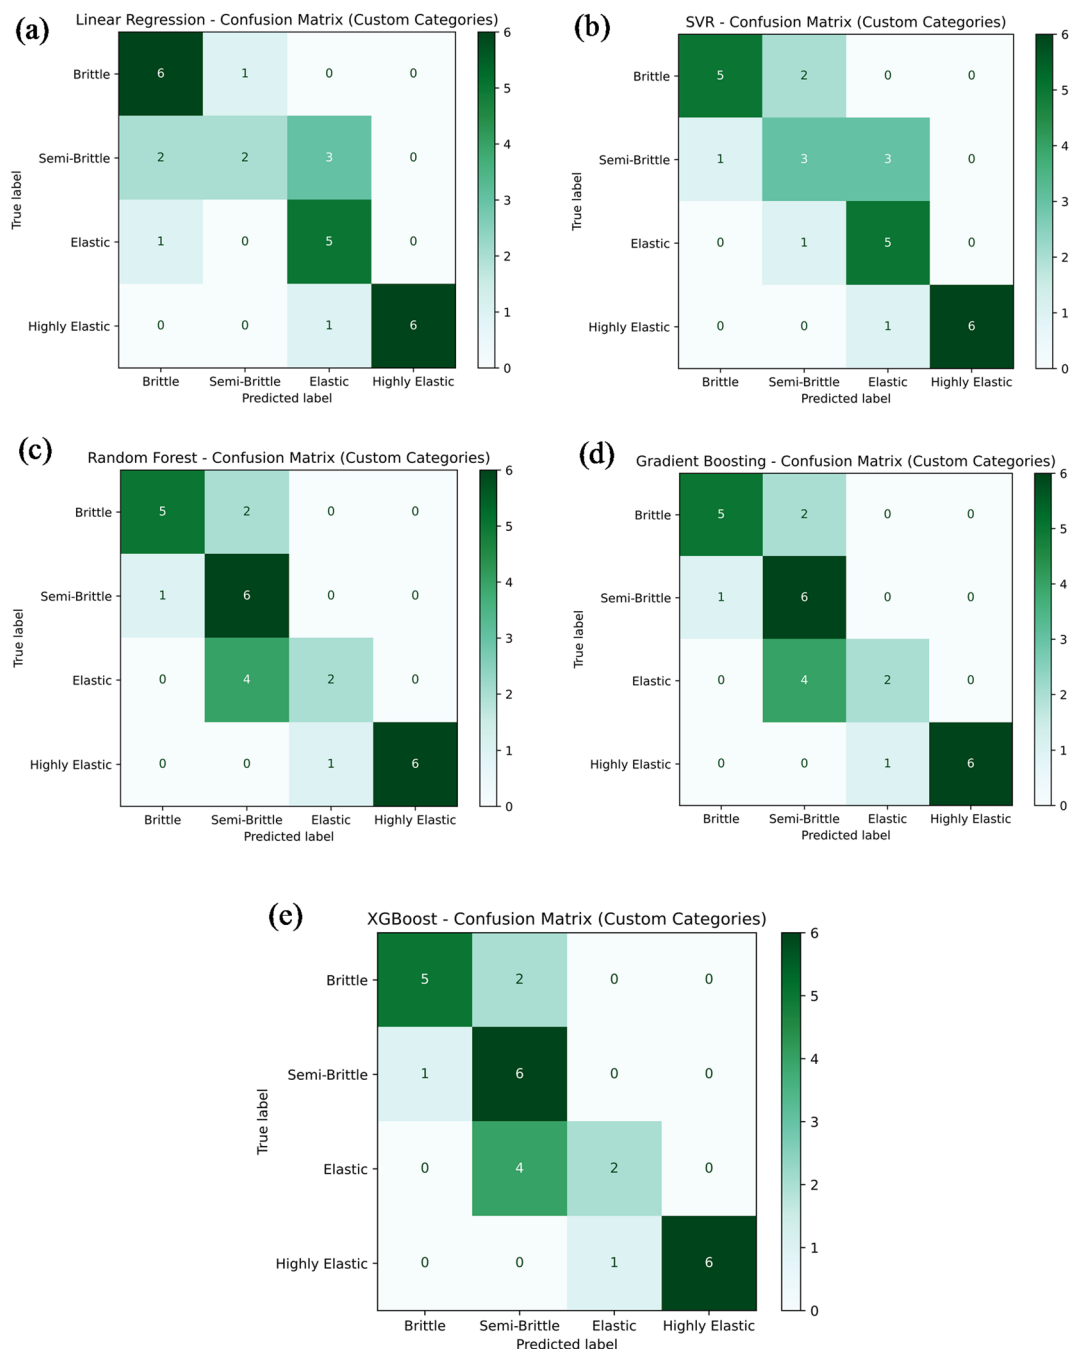 (a)
Linear Regression - Confusion Matrix (Custom Categories)
True label
Brittle 6 1 0 0
Semi-Brittle 2 2 3 0
Elastic 1 0 5 0
Highly Elastic 0 0 1 6
Brittle Semi-Brittle Elastic Highly Elastic
Predicted label
6
5
4
3
2
1
0
(b)
SVR - Confusion Matrix (Custom Categories)
True label
Brittle 5 2 0 0
Semi-Brittle 1 3 3 0
Elastic 0 1 5 0
Highly Elastic 0 0 1 6
Brittle Semi-Brittle Elastic Highly Elastic
Predicted label
6
5
4
3
2
1
0
(c)
Random Forest - Confusion Matrix (Custom Categories)
True label
Brittle 5 2 0 0
Semi-Brittle 1 6 0 0
Elastic 0 4 2 0
Highly Elastic 0 0 1 6
Brittle Semi-Brittle Elastic Highly Elastic
Predicted label
6
5
4
3
2
1
0
(d)
Gradient Boosting - Confusion Matrix (Custom Categories)
True label
Brittle 5 2 0 0
Semi-Brittle 1 6 0 0
Elastic 0 4 2 0
Highly Elastic 0 0 1 6
Brittle Semi-Brittle Elastic Highly Elastic
Predicted label
6
5
4
3
2
1
0
(e)
XGBoost - Confusion Matrix (Custom Categories)
True label
Brittle 5 2 0 0
Semi-Brittle 1 6 0 0
Elastic 0 4 2 0
Highly Elastic 0 0 1 6
Brittle Semi-Brittle Elastic Highly Elastic
Predicted label
6
5
4
3
2
1
0